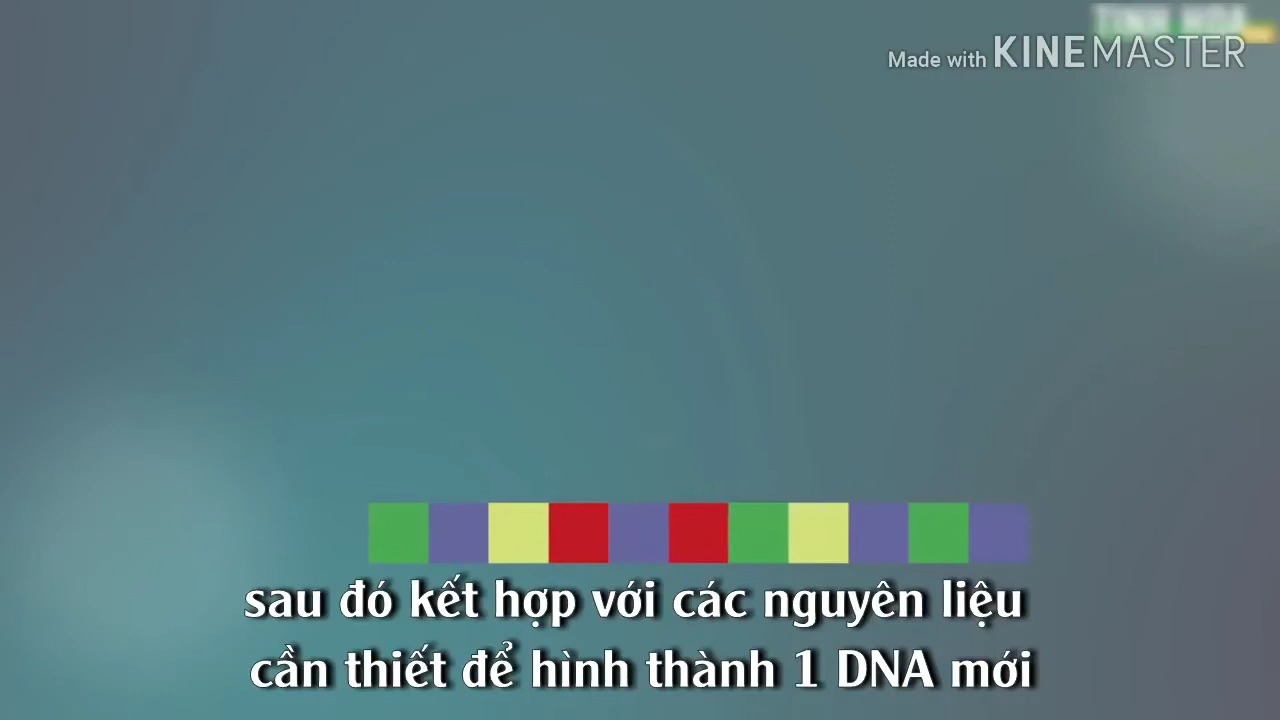 Made with KINEMASTER
sau đó kết hợp với các nguyên liệu
cần thiết để hình thành 1 DNA mới